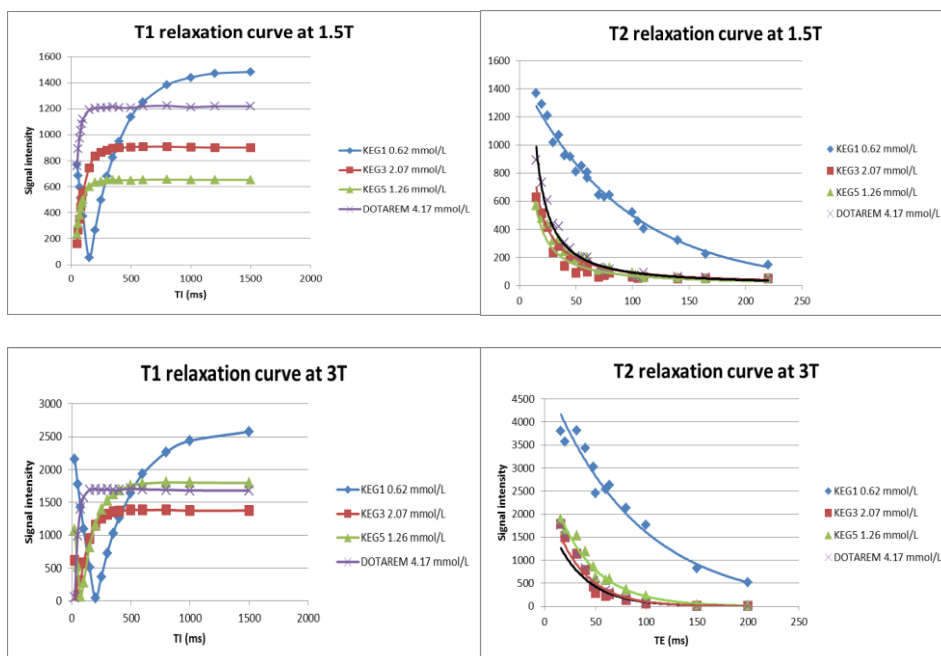 T1 relaxation curve at 1.5T
Signal intensity
1600
1400
1200
1000
800
600
400
200
0
0 500 1000 1500 2000
TI (ms)
KEG1 0.62 mmol/L
KEG3 2.07 mmol/L
KEG5 1.26 mmol/L
DOTAREM 4.17 mmol/L
T2 relaxation curve at 1.5T
1600
1400
1200
1000
800
600
400
200
0
0 50 100 150 200 250
KEG1 0.62 mmol/L
KEG3 2.07 mmol/L
KEG5 1.26 mmol/L
DOTAREM 4.17 mmol/L
T1 relaxation curve at 3T
Signal intensity
3000
2500
2000
1500
1000
500
0
0 500 1000 1500 2000
TI (ms)
KEG1 0.62 mmol/L
KEG3 2.07 mmol/L
KEG5 1.26 mmol/L
DOTAREM 4.17 mmol/L
T2 relaxation curve at 3T
Signal intensity
4500
4000
3500
3000
2500
2000
1500
1000
500
0
0 50 100 150 200 250
TE (ms)
KEG1 0.62 mmol/L
KEG3 2.07 mmol/L
KEG5 1.26 mmol/L
DOTAREM 4.17 mmol/L